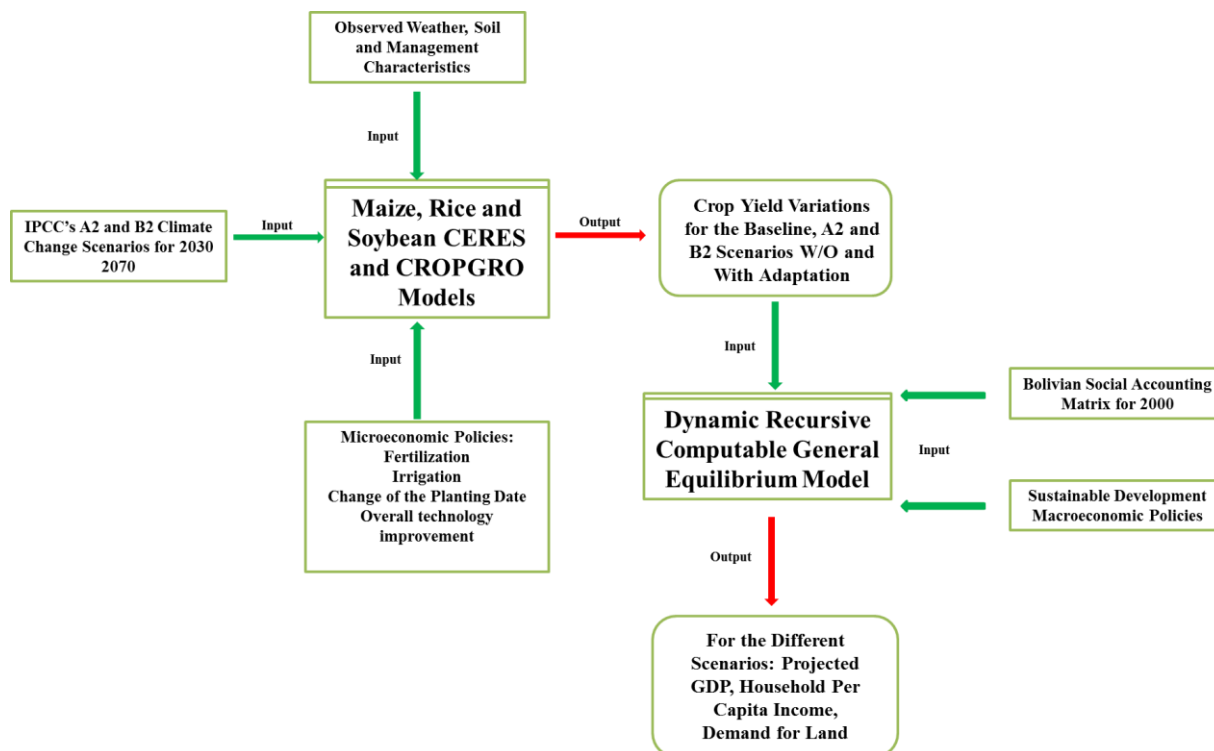 Observed Weather, Soil
and Management
Characteristics
Input
IPCC's A2 and B2 Climate
Change Scenarios for 2030
2070
Input
Maize, Rice and
Soybean CERES
and CROPGRO
Models
Output
Crop Yield Variations
for the Baseline, A2 and
B2 Scenarios W/O and
With Adaptation
Input
Microeconomic Policies:
Fertilization
Irrigation
Change of the Planting Date
Overall technology
improvement
Input
Dynamic Recursive
Computable General
Equilibrium Model
Bolivian Social Accounting
Matrix for 2000
Input
Sustainable Development
Macroeconomic Policies
Output
For the Different
Scenarios: Projected
GDP, Household Per
Capita Income,
Demand for Land